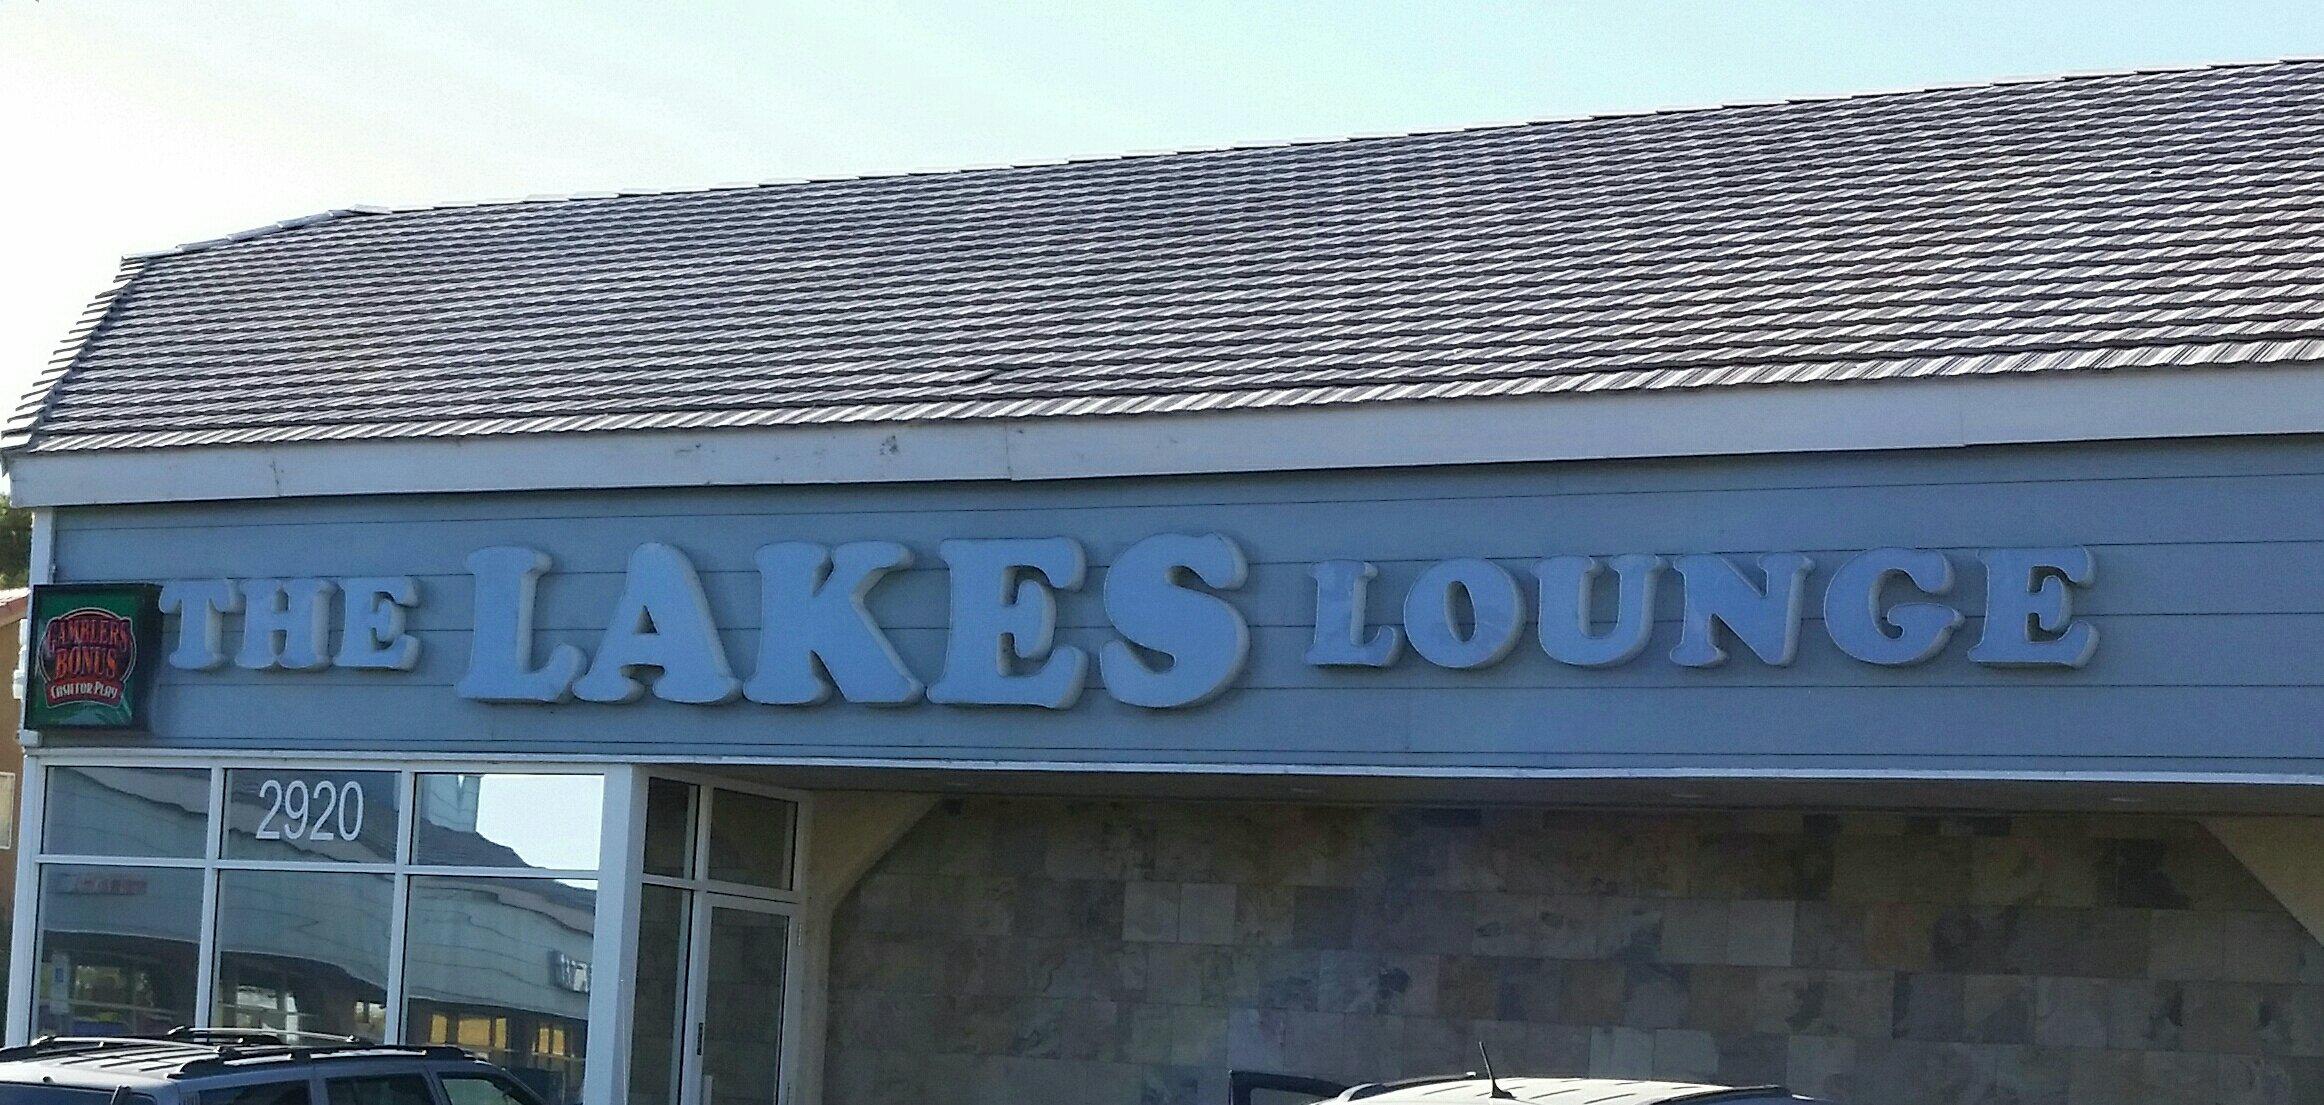 THE LAKES LOUNGE
GAMBLERS
BONUS
CASH FOR PLAY
2920